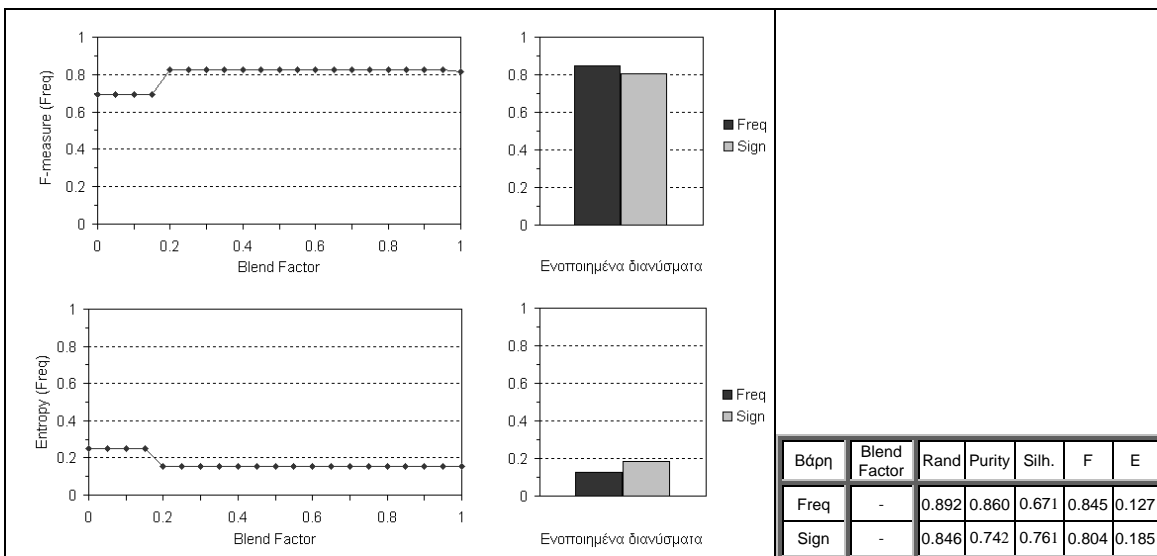 1
0.8
0.6
0.4
0.2
0
F-measure (Freq)
0 0.2 0.4 0.6 0.8 1
Blend Factor
1
0.8
0.6
0.4
0.2
0
Freq
Sign
Ενοποιημένα διανύσματα
1
0.8
0.6
0.4
0.2
0
Entropy (Freq)
0 0.2 0.4 0.6 0.8 1
Blend Factor
1
0.8
0.6
0.4
0.2
0
Freq
Sign
Ενοποιημένα διανύσματα
Βάρη Blend Factor Rand Purity Silh. F E
Freq - 0.892 0.860 0.671 0.845 0.127
Sign - 0.846 0.742 0.761 0.804 0.185